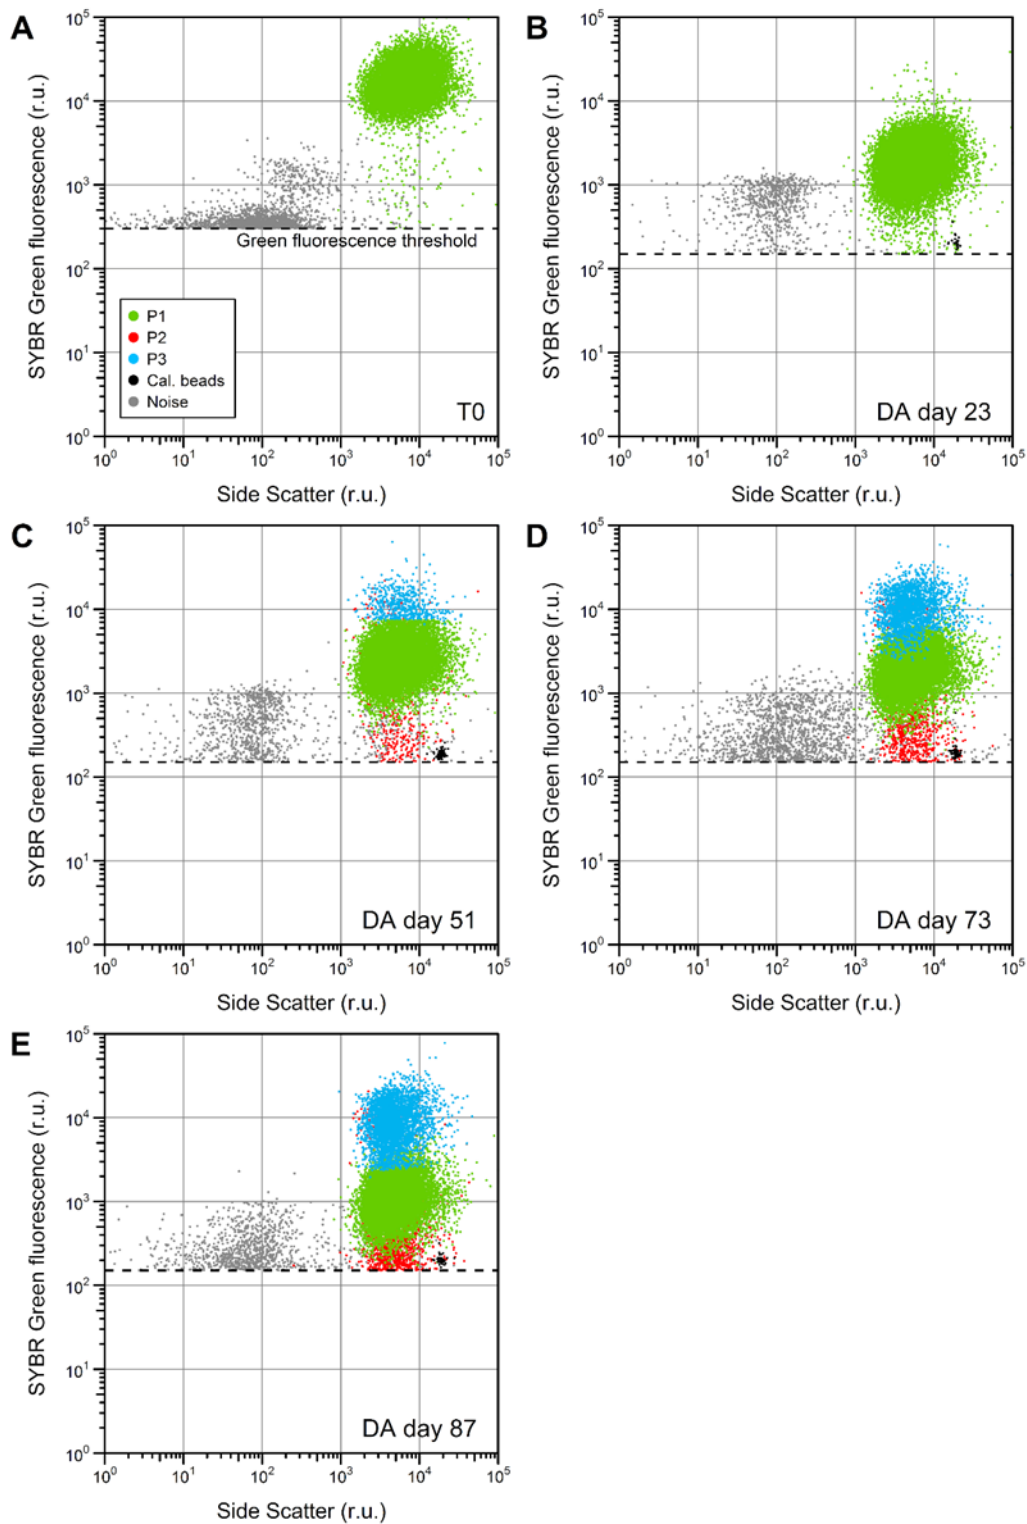 A
SYBR Green fluorescence (r.u.)
10^5
10^4
10^3
10^2
10^1
10^0
Green fluorescence threshold
P1
P2
P3
Cal. beads
Noise
T0
10^0 10^1 10^2 10^3 10^4 10^5
Side Scatter (r.u.)
B
SYBR Green fluorescence (r.u.)
10^5
10^4
10^3
10^2
10^1
10^0
DA day 23
10^0 10^1 10^2 10^3 10^4 10^5
Side Scatter (r.u.)
C
SYBR Green fluorescence (r.u.)
10^5
10^4
10^3
10^2
10^1
10^0
DA day 51
10^0 10^1 10^2 10^3 10^4 10^5
Side Scatter (r.u.)
D
SYBR Green fluorescence (r.u.)
10^5
10^4
10^3
10^2
10^1
10^0
DA day 73
10^0 10^1 10^2 10^3 10^4 10^5
Side Scatter (r.u.)
E
SYBR Green fluorescence (r.u.)
10^5
10^4
10^3
10^2
10^1
10^0
DA day 87
10^0 10^1 10^2 10^3 10^4 10^5
Side Scatter (r.u.)